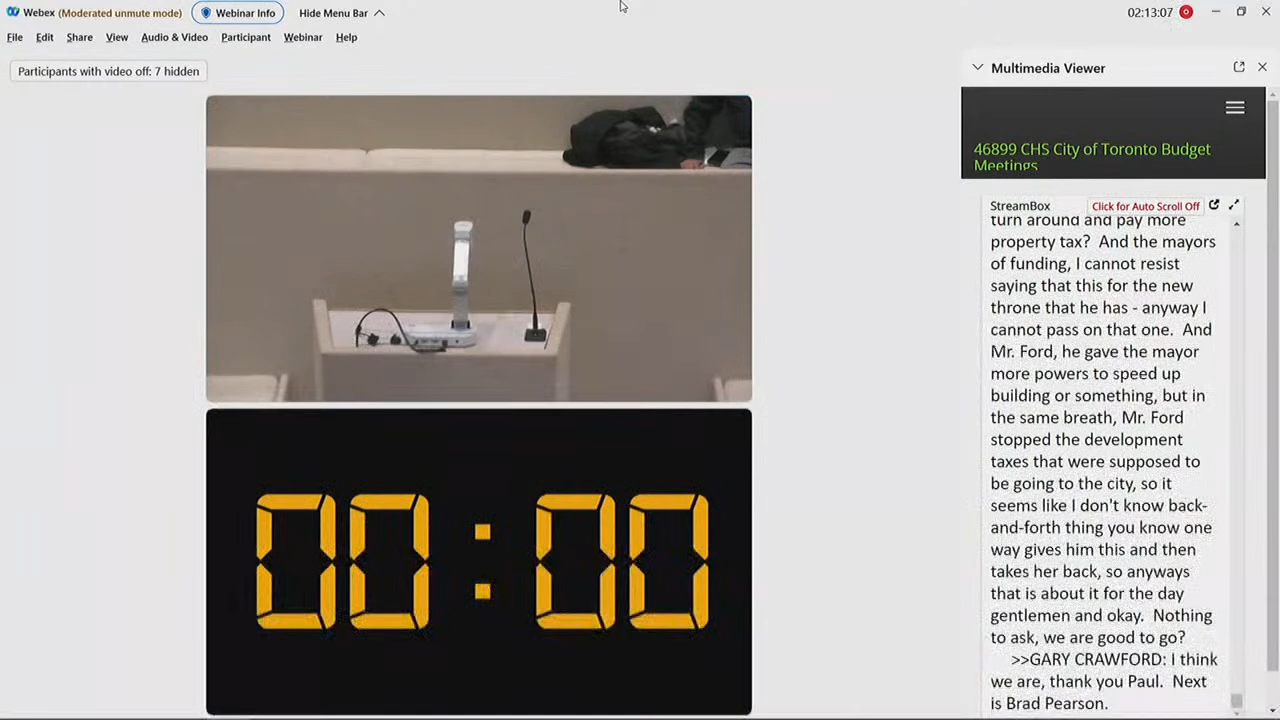 Webex (Moderated unmute mode) Webinar Info Hide Menu Bar 02:13:07
File Edit Share View Audio & Video Participant Webinar Help
Participants with video off: 7 hidden
Multimedia Viewer
46899 CHS City of Toronto Budget
Meetings
StreamBox Click for Auto Scroll Off
turn around and pay more
property tax? And the mayors
of funding, I cannot resist
saying that this for the new
throne that he has - anyway I
cannot pass on that one. And
Mr. Ford, he gave the mayor
more powers to speed up
building or something, but in
the same breath, Mr. Ford
stopped the development
taxes that were supposed to
be going to the city, so it
seems like I don't know back-
and-forth thing you know one
way gives him this and then
takes her back, so anyways
that is about it for the day
gentlemen and okay. Nothing
to ask, we are good to go?
>>GARY CRAWFORD: I think
we are, thank you Paul. Next
is Brad Pearson.
00:00